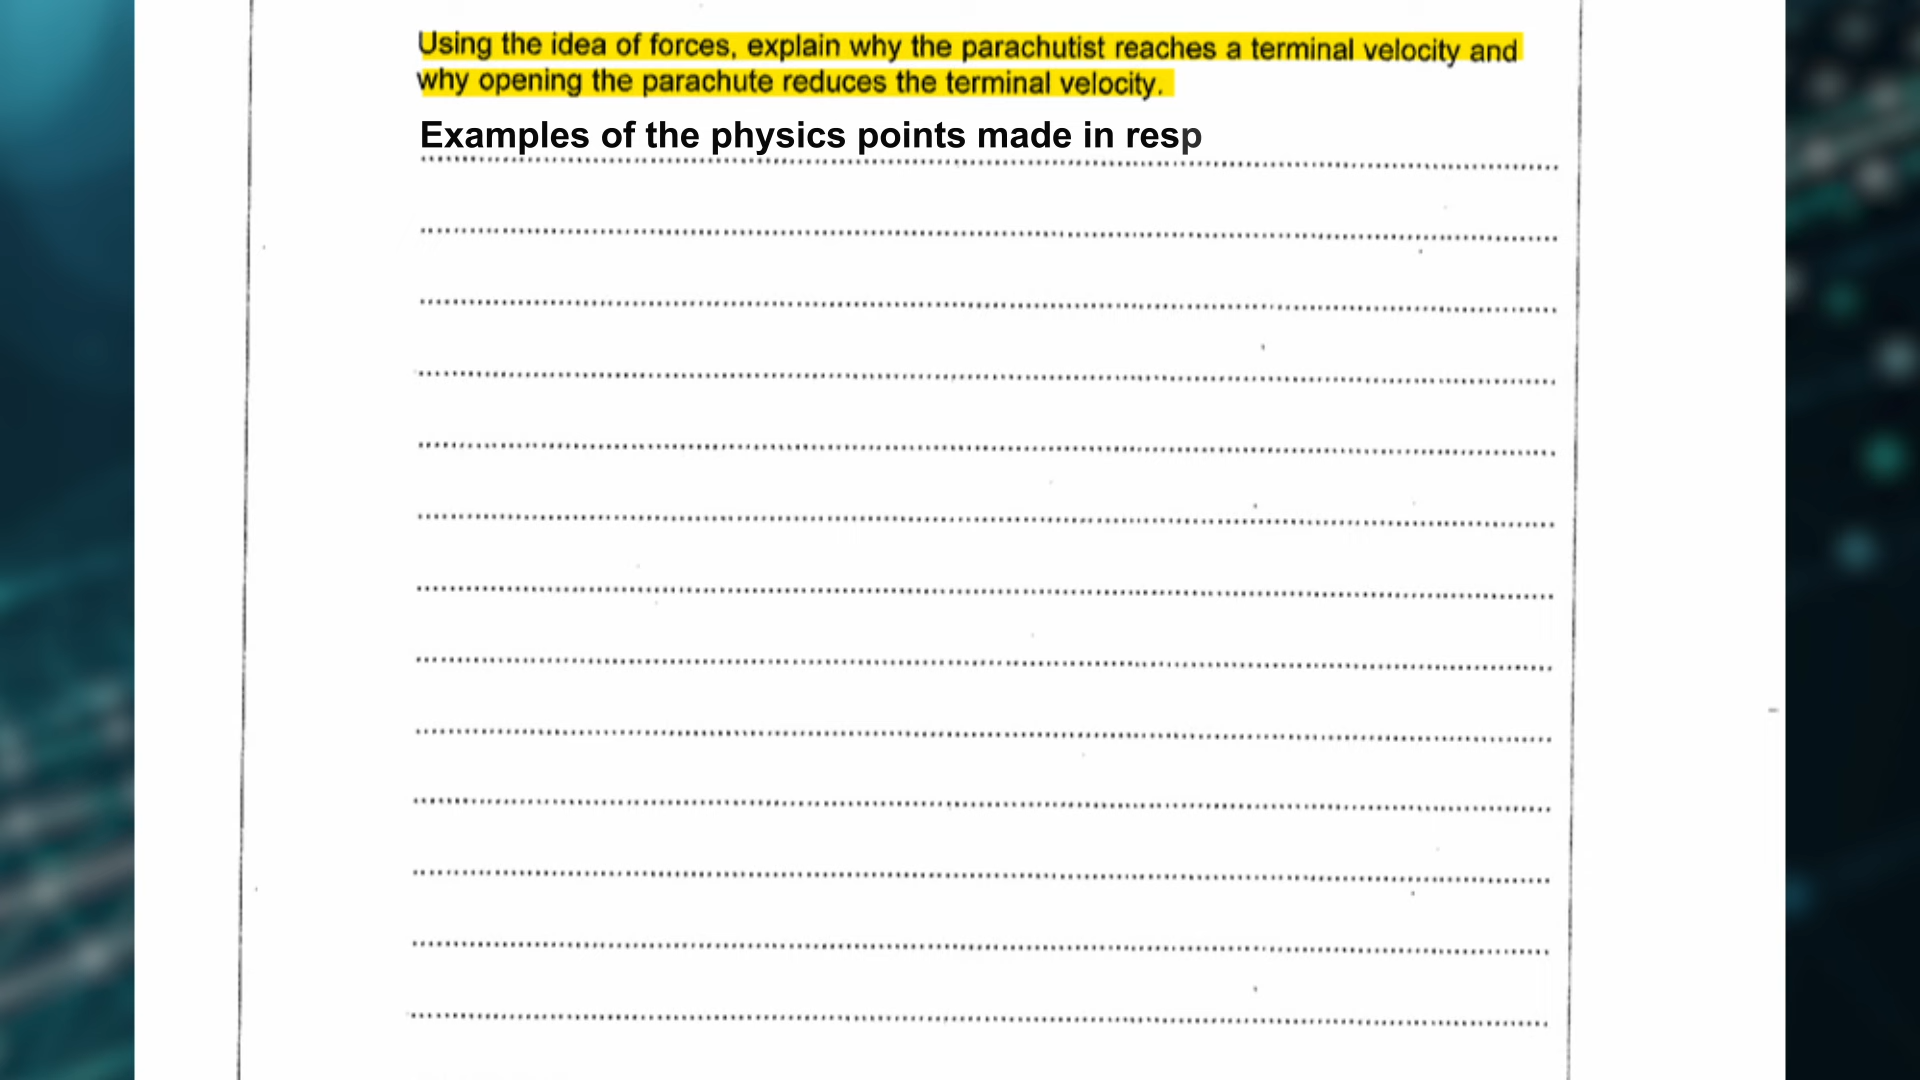 Using the idea of forces, explain why the parachutist reaches a terminal velocity and
why opening the parachute reduces the terminal velocity.
Examples of the physics points made in resp